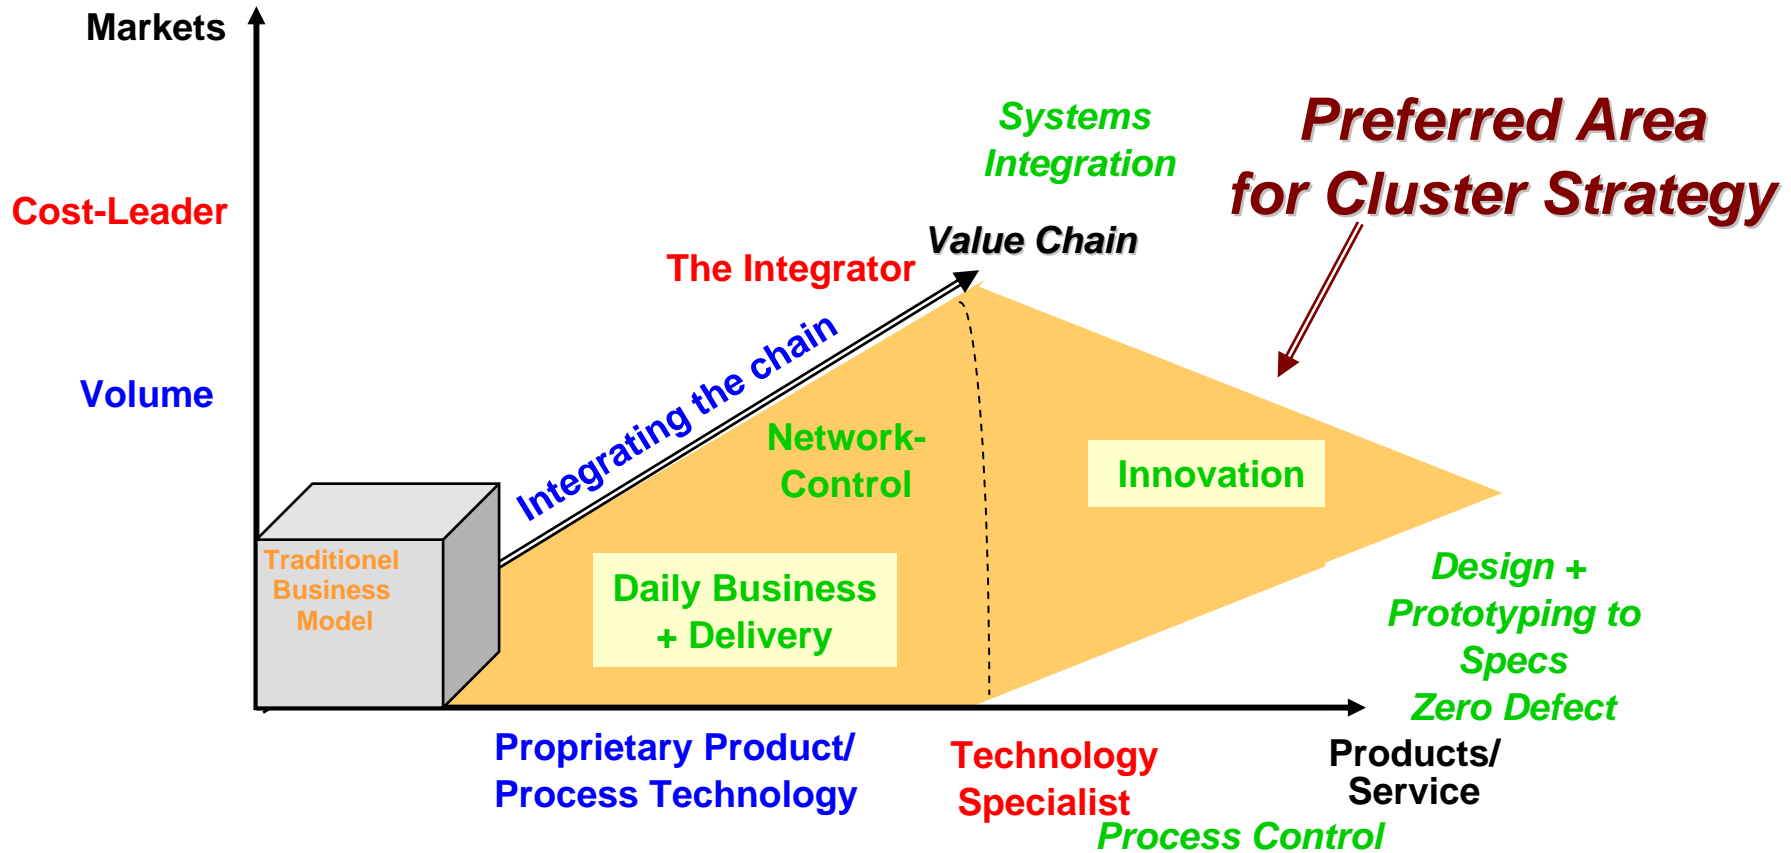 Markets
Systems
Integration
Preferred Area
for Cluster Strategy
Cost-Leader
Value Chain
The Integrator
Integrating the chain
Volume
Network-
Control
Innovation
Traditionel
Business
Model
Daily Business
+ Delivery
Design +
Prototyping to
Specs
Zero Defect
Proprietary Product/
Process Technology
Technology
Specialist
Products/
Service
Process Control